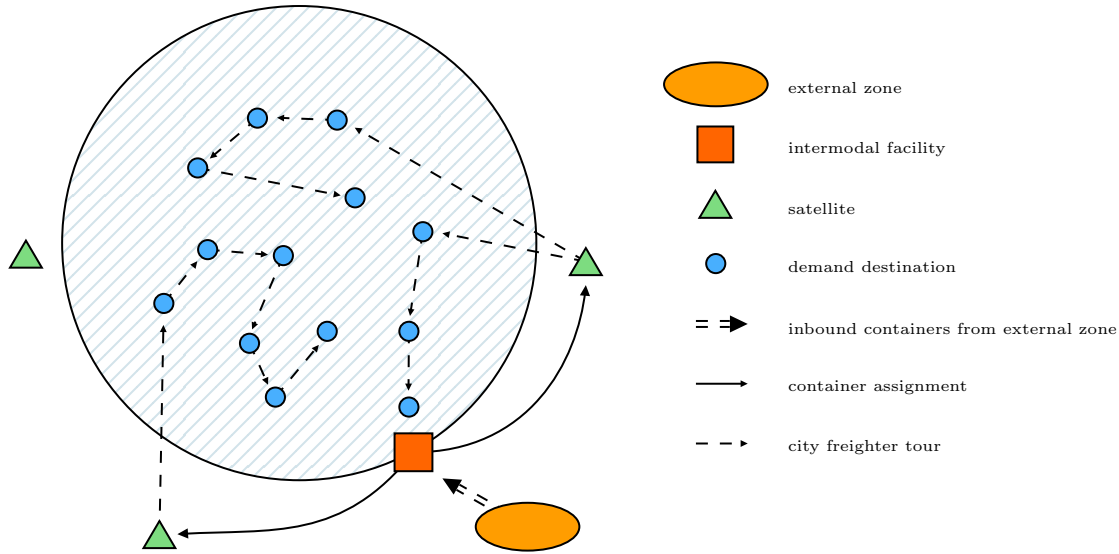 external zone
intermodal facility
satellite
demand destination
inbound containers from external zone
container assignment
city freighter tour